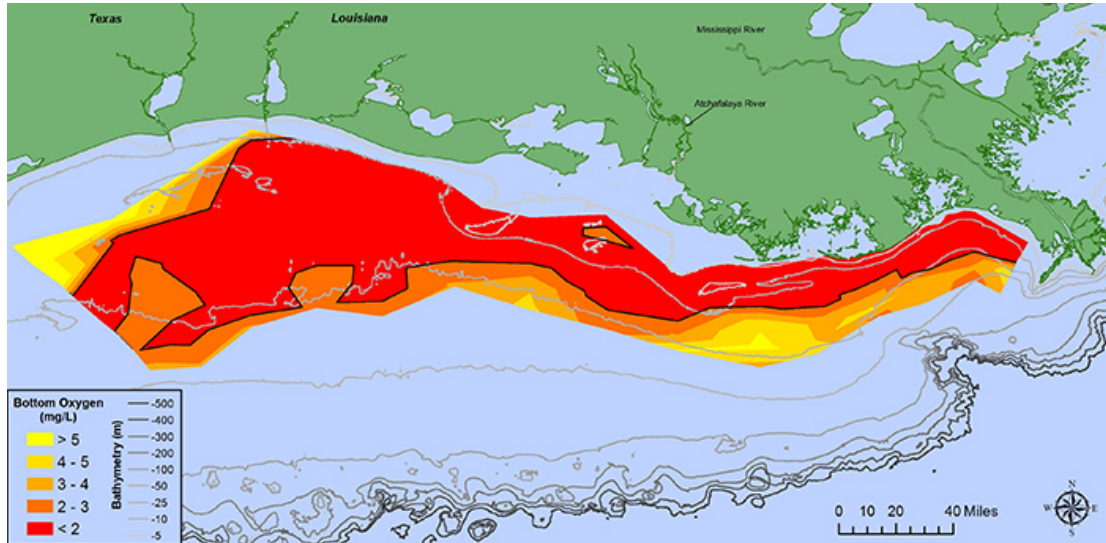 Texas
Louisiana
Mississippi River
Atchafalaya River
Bottom Oxygen
(mg/L)
> 5
4 - 5
3 - 4
2 - 3
< 2
Bathymetry (m)
-500
-400
-300
-200
-100
-50
-25
-10
-5
0 10 20 40 Miles
N
W E
S